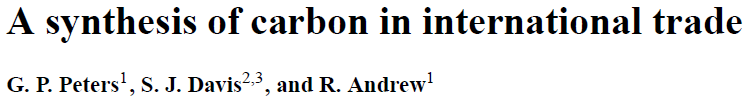 A synthesis of carbon in international trade
G. P. Peters¹, S. J. Davis²,³, and R. Andrew¹